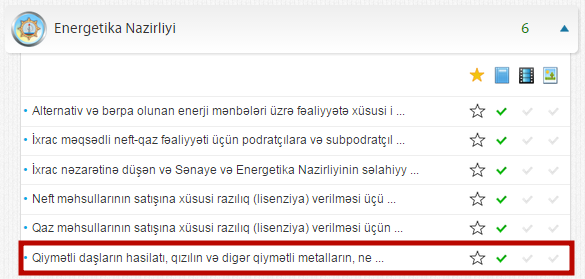 Energetika Nazirliyi 6
Alternativ və bərpa olunan enerji mənbələri üzrə fəaliyyətə xüsusi i ...
İxrac məqsədli neft-qaz fəaliyyəti üçün podratçılara və subpodratçıl ...
İxrac nəzarətinə düşən və Sənaye və Energetika Nazirliyinin səlahiyy ...
Neft məhsullarının satışına xüsusi razılıq (lisenziya) verilməsi üçü ...
Qaz məhsullarının satışına xüsusi razılıq (lisenziya) verilməsi üçün ...
Qiymətli daşların hasilatı, qızılın və digər qiymətli metalların, ne ...